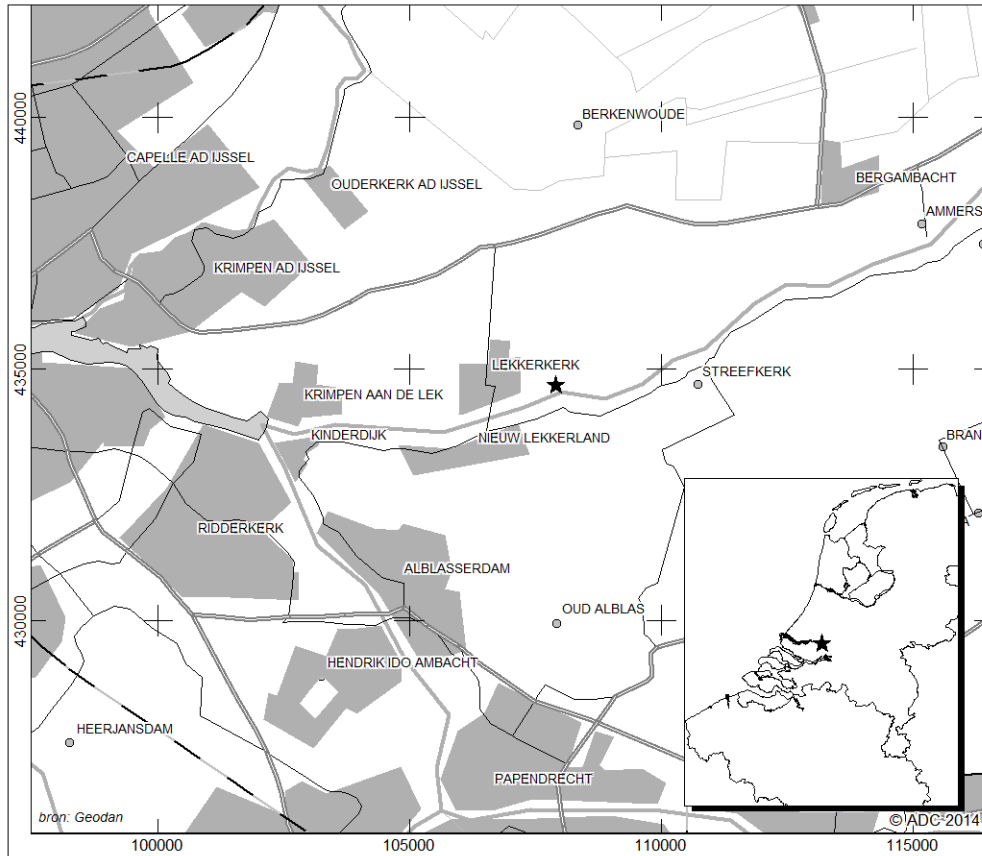 440000
435000
430000
BERKENWOUDE
CAPELLE AD IJSSEL
OUDERKERK AD IJSSEL
BERGAMBACHT
AMMERS
KRIMPEN AD IJSSEL
LEKKERKERK
STREEFKERK
KRIMPEN AAN DE LEK
KINDERDIJK
NIEUW LEKKERLAND
BRAN
RIDDERKERK
A
ALBLASSERDAM
OUD ALBLAS
HENDRIK IDO AMBACHT
HEERJANSDAM
PAPENDRECHT
bron: Geodan
© ADC 2014
100000
105000
110000
115000